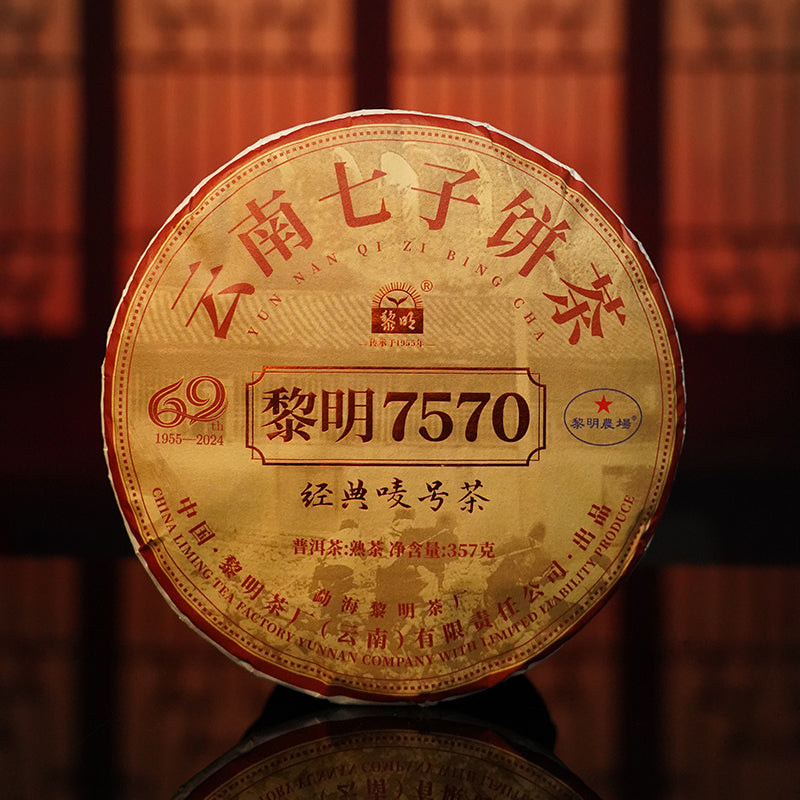 云南七子饼茶
YUN NAN QI ZI BING CHA
®
黎明
传承于1955年
69th
1955—2024
黎明7570
黎明農場®
经典唛号茶
普洱茶:熟茶 净含量:357克
勐海黎明茶厂
中国·黎明茶厂(云南)有限责任公司·出品
CHINA LIMING TEA FACTORY YUNNAN COMPANY WITH LIMITED LIABILITY PRODUCE